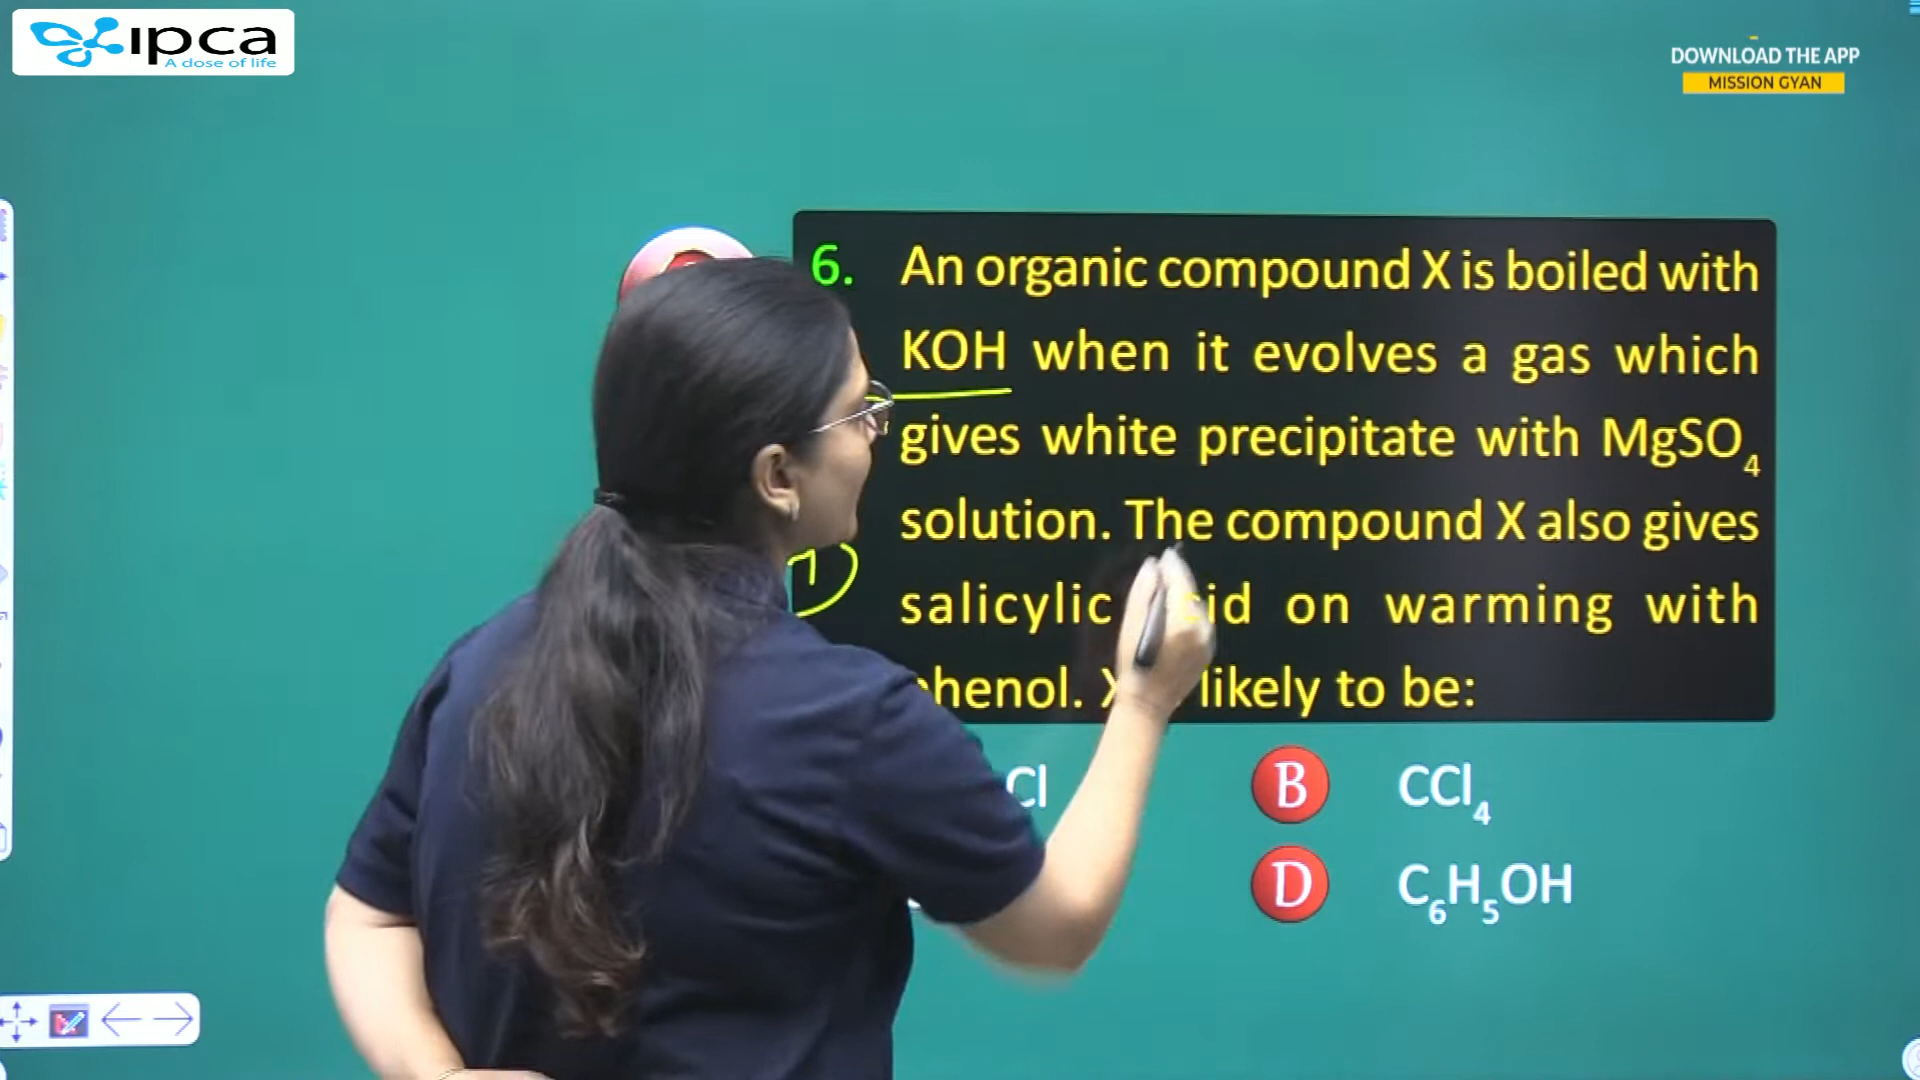 ipca
A dose of life
DOWNLOAD THE APP
MISSION GYAN
6. An organic compound X is boiled with
KOH when it evolves a gas which
gives white precipitate with MgSO₄
solution. The compound X also gives
salicylic on warming with
likely to be:
Cl
B CCl₄
D C₆H₅OH